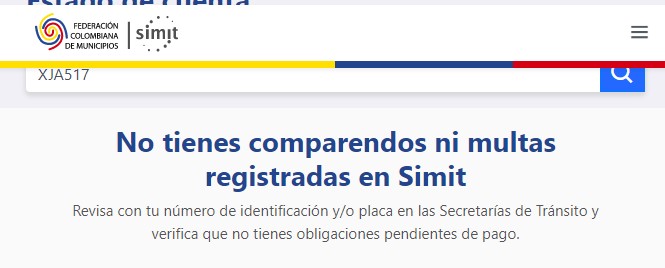 Estado de cuenta
FEDERACIÓN
COLOMBIANA
DE MUNICIPIOS
simit
XJA517
No tienes comparendos ni multas
registradas en Simit
Revisa con tu número de identificación y/o placa en las Secretarías de Tránsito y
verifica que no tienes obligaciones pendientes de pago.